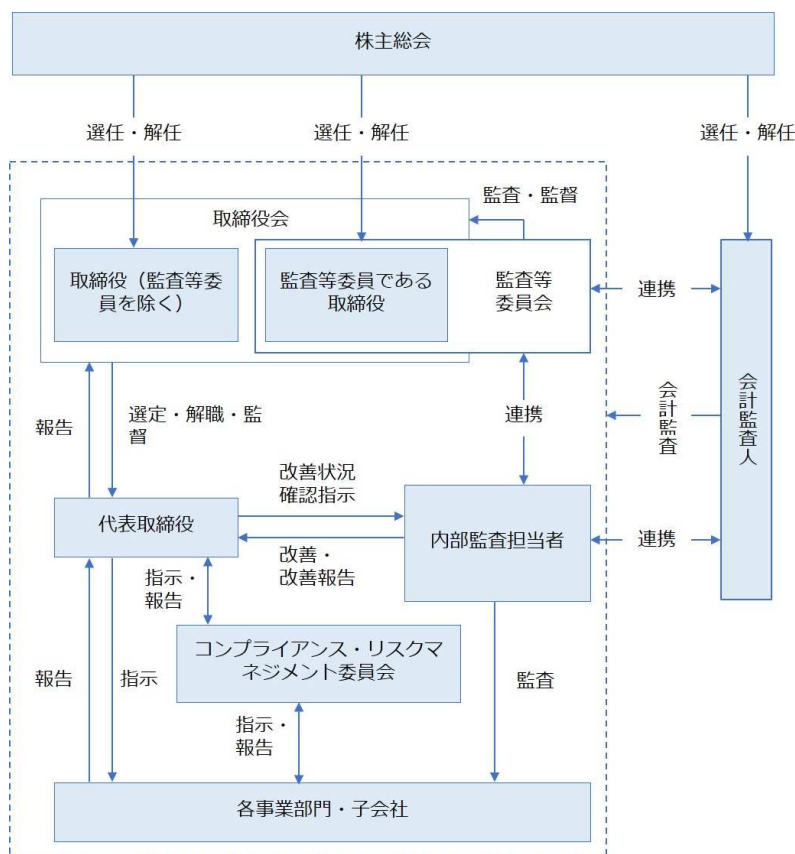 株主総会
選任・解任
選任・解任
選任・解任
監査・監督
取締役会
取締役（監査等委
員を除く）
監査等委員である
取締役
監査等
委員会
連携
会計監査人
報告
選定・解職・監
督
連携
会計監査
改善状況
確認指示
代表取締役
内部監査担当者
連携
改善・
改善報告
指示・
報告
コンプライアンス・リスクマ
ネジメント委員会
報告
指示
監査
指示・
報告
各事業部門・子会社